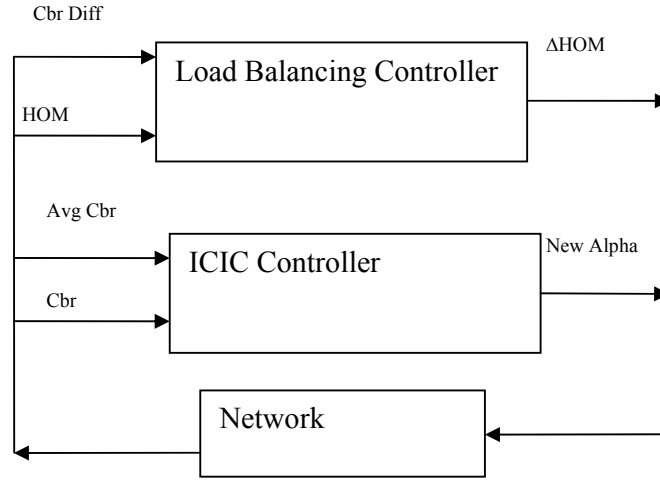 Cbr Diff
Load Balancing Controller
ΔHOM
HOM
Avg Cbr
ICIC Controller
New Alpha
Cbr
Network